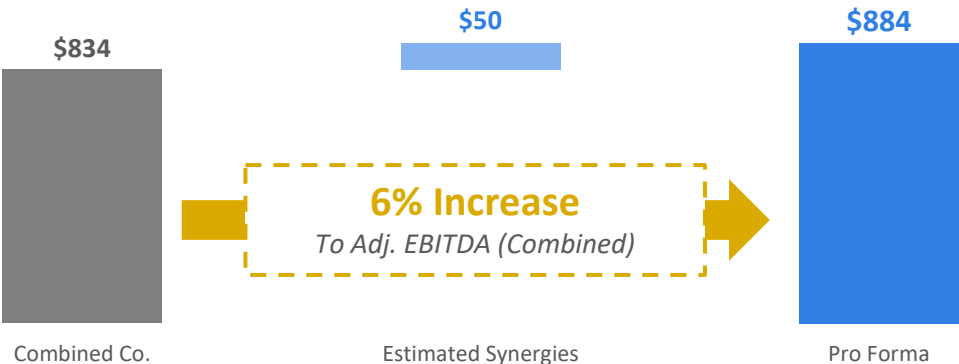 $50
$884
$834
6% Increase
To Adj. EBITDA (Combined)
Combined Co.
Estimated Synergies
Pro Forma